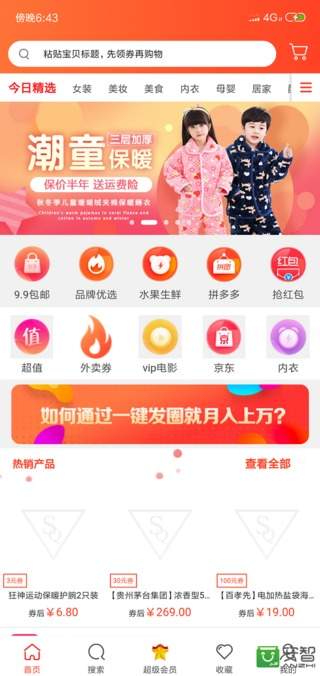 傍晚6:43
4G
粘贴宝贝标题，先领券再购物
今日精选 女装 美妆 美食 内衣 母婴 居家
潮童 三层加厚 保暖
保价半年 送运费险
秋冬季儿童珊瑚绒夹棉保暖睡衣
Children's warm pajamas in coral fleece and
cotton in autumn and winter
9.9包邮 品牌优选 水果生鲜 拼多多 抢红包
拼团 红包
值 京
超值 外卖券 vip电影 京东 内衣
如何通过一键发圈就月入上万？
热销产品 查看全部
3元券 30元券 100元券
狂神运动保暖护腕2只装 【贵州茅台集团】浓香型5... 【百孝先】电加热盐袋海...
券后￥6.80 券后￥269.00 券后￥19.00
首页 搜索 超级会员 收藏 我的
安智
ANZHI